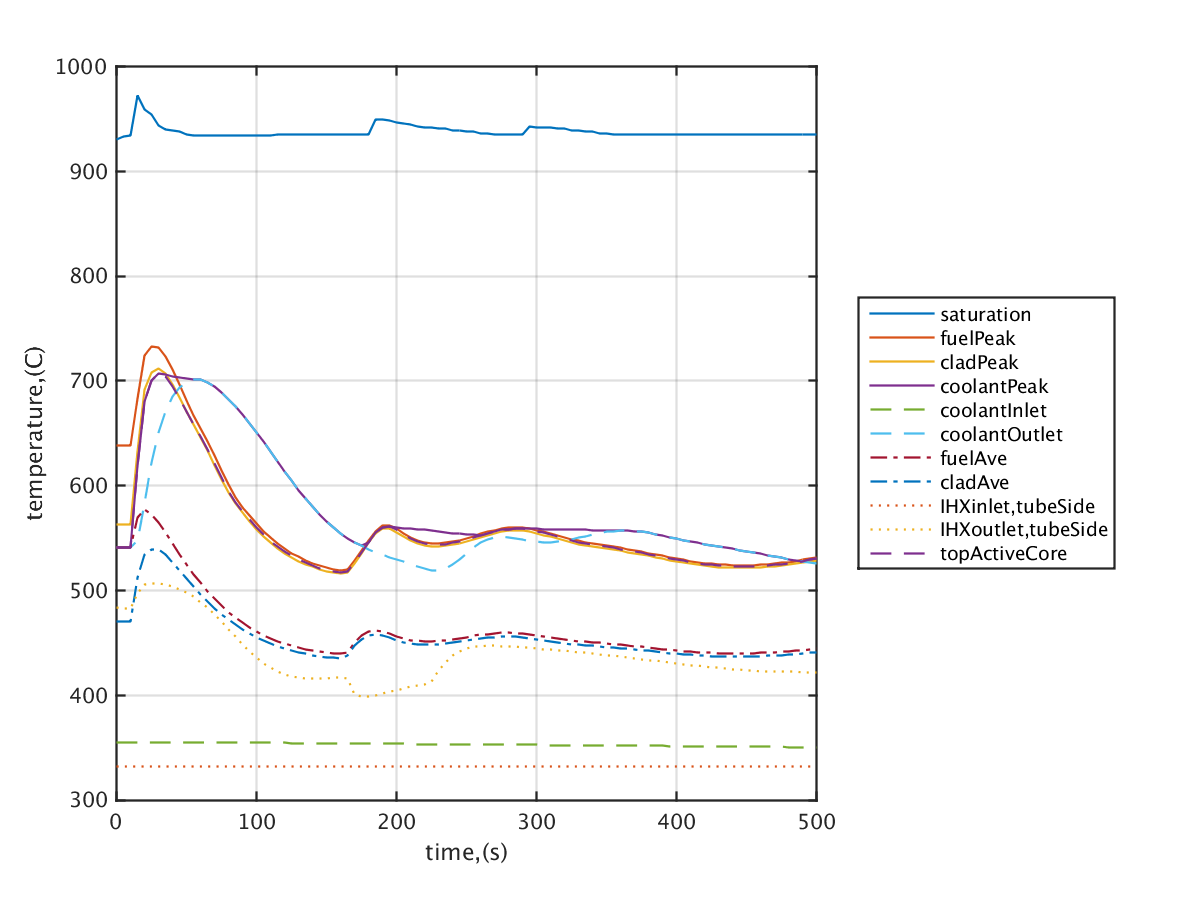 1000
900
800
700
600
500
400
300
temperature,(C)
0 100 200 300 400 500
time,(s)
saturation
fuelPeak
cladPeak
coolantPeak
coolantInlet
coolantOutlet
fuelAve
cladAve
IHXinlet,tubeSide
IHXoutlet,tubeSide
topActiveCore